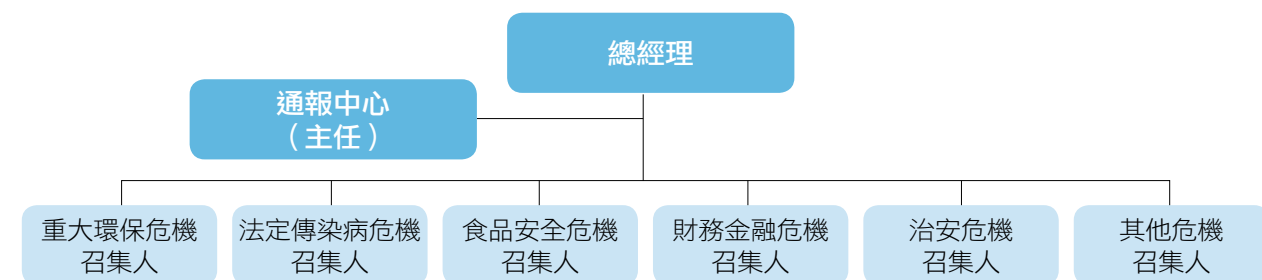 總經理
通報中心
（主任）
重大環保危機
召集人
法定傳染病危機
召集人
食品安全危機
召集人
財務金融危機
召集人
治安危機
召集人
其他危機
召集人